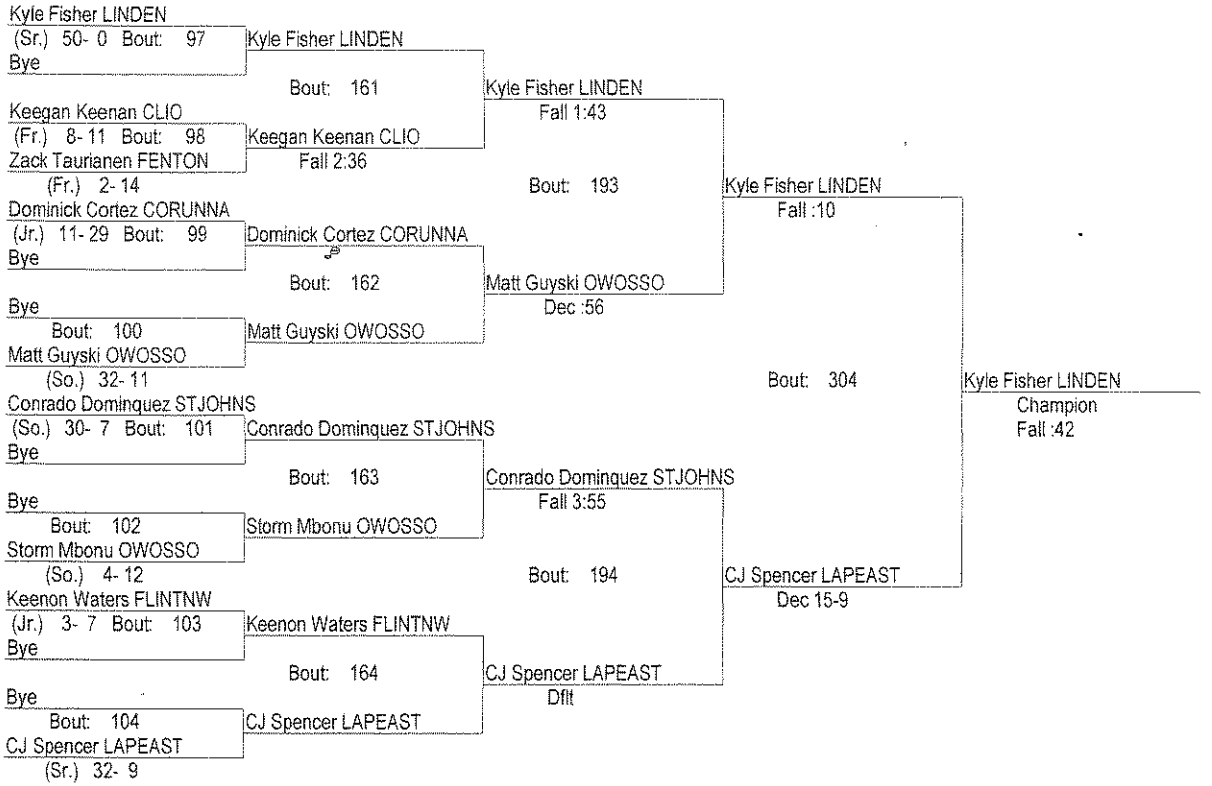 Kyle Fisher LINDEN
(Sr.) 50- 0 Bout: 97
Bye
Keegan Keenan CLIO
(Fr.) 8- 11 Bout: 98
Zack Taurianen FENTON
(Fr.) 2- 14
Dominick Cortez CORUNNA
(Jr.) 11- 29 Bout: 99
Bye
Bye
Bout: 100
Matt Guyski OWOSSO
(So.) 32- 11
Conrado Dominquez STJOHNS
(So.) 30- 7 Bout: 101
Bye
Bye
Bout: 102
Storm Mbonu OWOSSO
(So.) 4- 12
Keenon Waters FLINTNW
(Jr.) 3- 7 Bout: 103
Bye
Bye
Bout: 104
CJ Spencer LAPEAST
(Sr.) 32- 9
Kyle Fisher LINDEN
Bout: 161
Keegan Keenan CLIO
Fall 2:36
Dominick Cortez CORUNNA
Bout: 162
Matt Guyski OWOSSO
Conrado Dominquez STJOHNS
Bout: 163
Storm Mbonu OWOSSO
Keenon Waters FLINTNW
Bout: 164
CJ Spencer LAPEAST
Kyle Fisher LINDEN
Fall 1:43
Bout: 193
Matt Guyski OWOSSO
Dec :56
Conrado Dominquez STJOHNS
Fall 3:55
Bout: 194
CJ Spencer LAPEAST
Dflt
Kyle Fisher LINDEN
Fall :10
Bout: 304
CJ Spencer LAPEAST
Dec 15-9
Kyle Fisher LINDEN
Champion
Fall :42